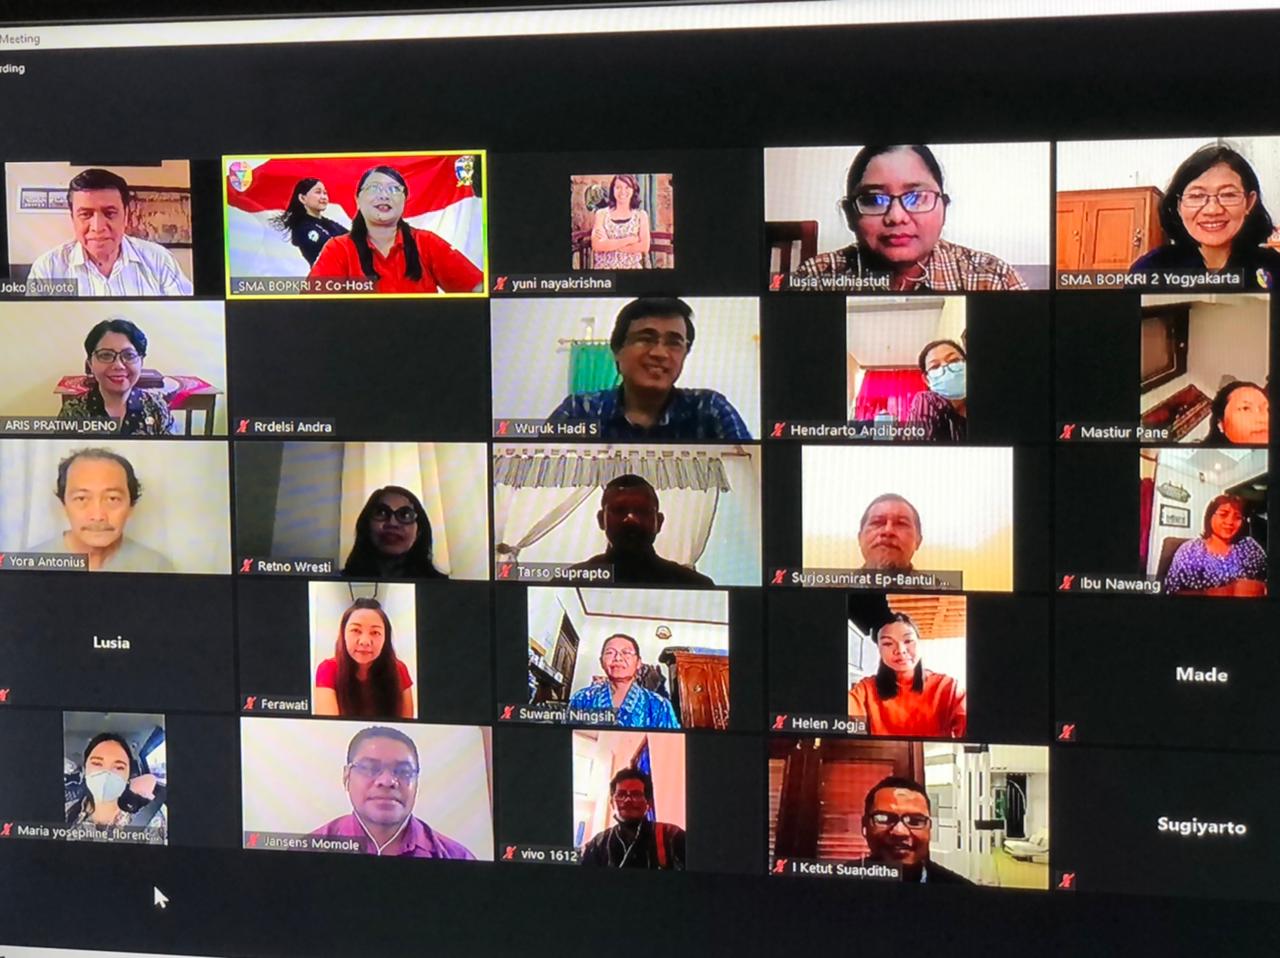 Meeting
rding
Joko Sunyoto
SMA BOPKRI 2 Co-Host
yuni nayakrishna
lusia widhiastuti
SMA BOPKRI 2 Yogyakarta
ARIS PRATIWI_DENO
Rrdelsi Andra
Wuruk Hadi S
Hendrarto Andibroto
Mastiur Pane
Yora Antonius
Retno Wresti
Tarso Suprapto
Surjosumirat Ep-Bantul ...
Ibu Nawang
Lusia
Ferawati
Suwarni Ningsih
Helen Jogja
Made
Maria yosephine_florenc...
Jansens Momole
vivo 1612
I Ketut Suanditha
Sugiyarto